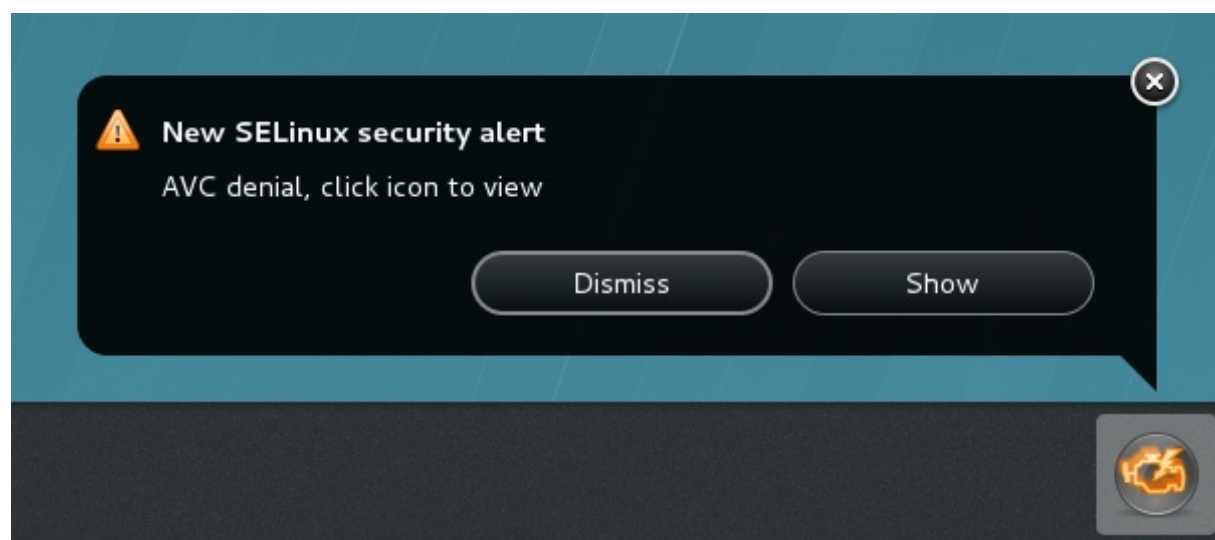 New SELinux security alert
AVC denial, click icon to view
Dismiss Show